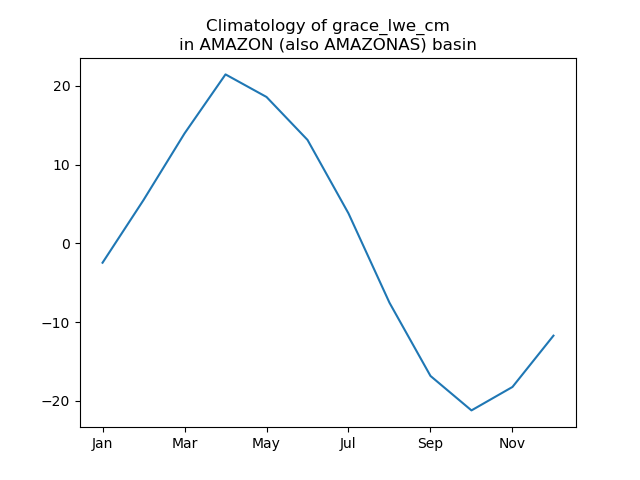 Climatology of grace_lwe_cm
in AMAZON (also AMAZONAS) basin
20
10
0
−10
−20
Jan Mar May Jul Sep Nov